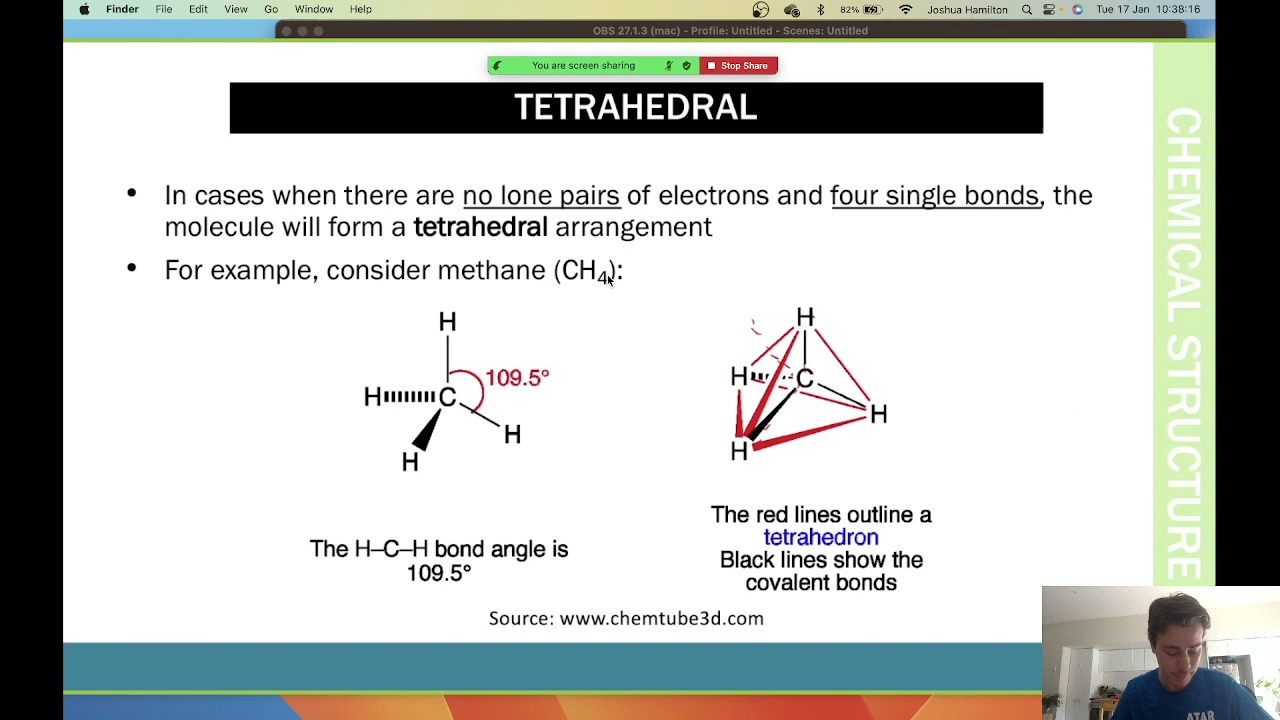 Finder File Edit View Go Window Help 82% Joshua Hamilton Tue 17 Jan 10:38:16
OBS 27.1.3 (mac) - Profile: Untitled - Scenes: Untitled
You are screen sharing Stop Share
TETRAHEDRAL
• In cases when there are no lone pairs of electrons and four single bonds, the
molecule will form a tetrahedral arrangement
• For example, consider methane (CH4):
H
109.5°
H C
H
H
H
H C
H
H
The H–C–H bond angle is
109.5°
The red lines outline a
tetrahedron
Black lines show the
covalent bonds
Source: www.chemtube3d.com
CHEMICAL STRUCTURE
ATAR